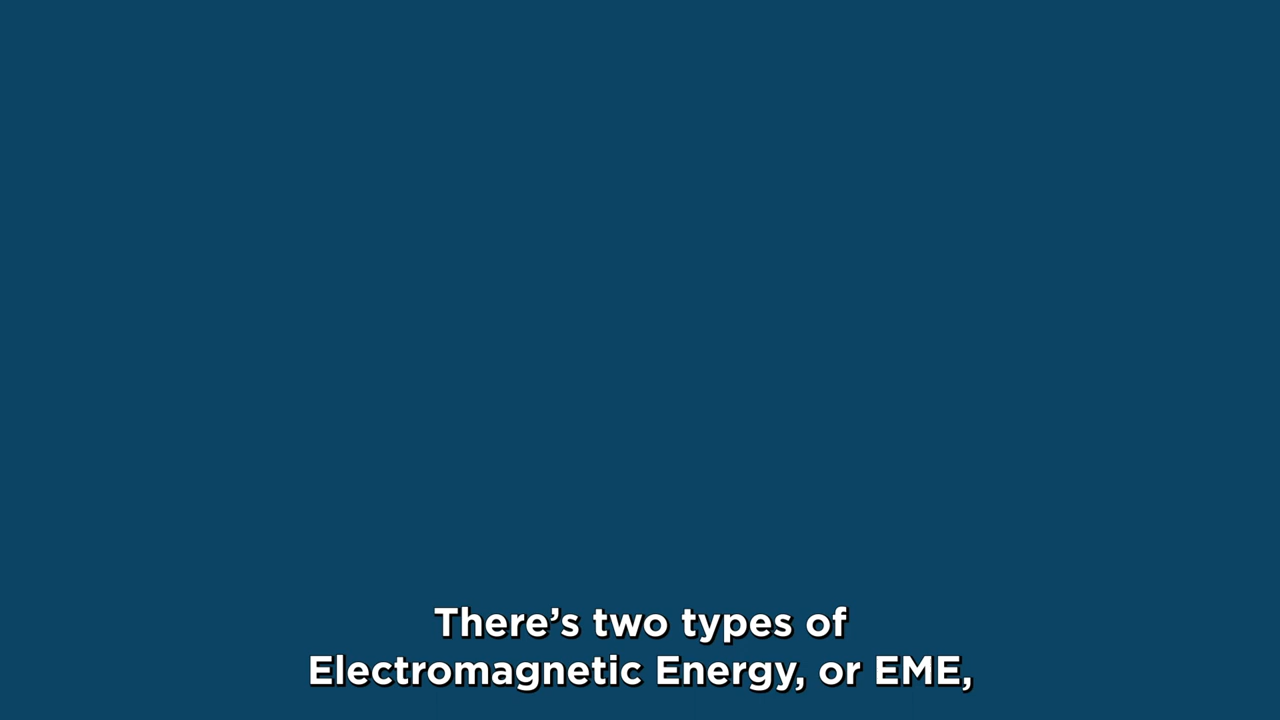 There’s two types of
Electromagnetic Energy, or EME,